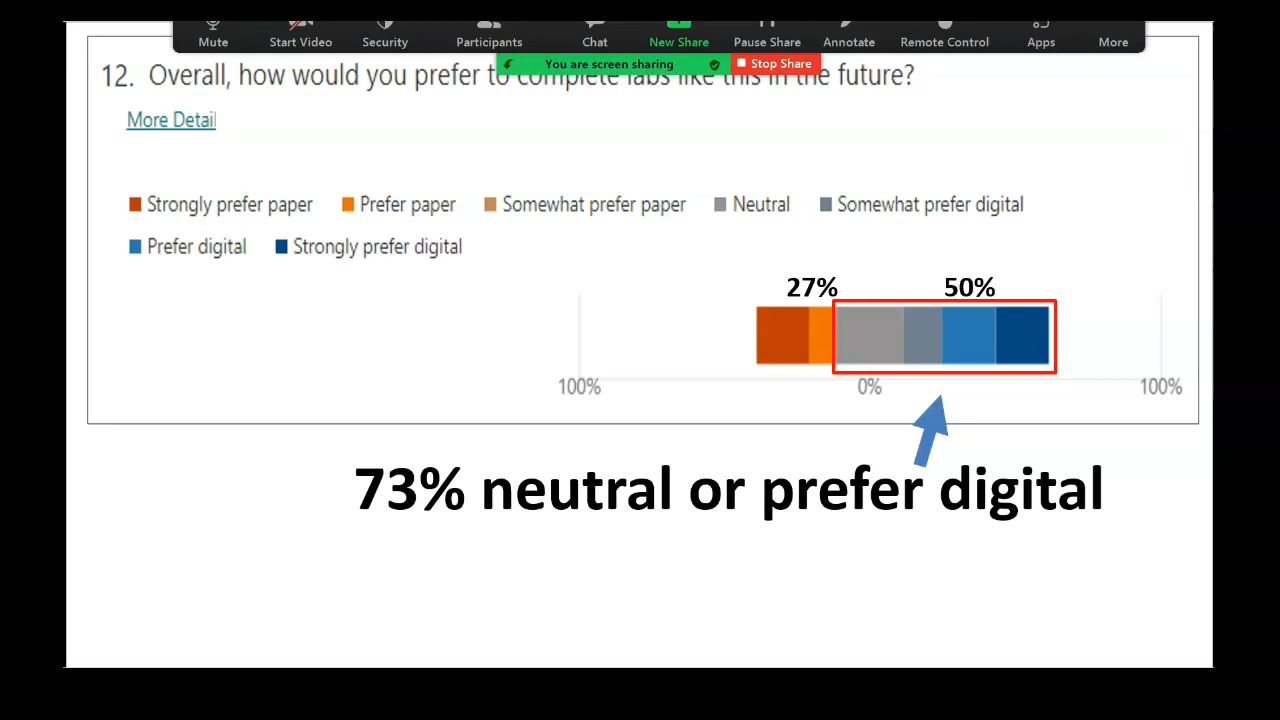 Mute Start Video Security Participants Chat New Share Pause Share Annotate Remote Control Apps More
You are screen sharing Stop Share
12. Overall, how would you prefer to complete labs like this in the future?
More Detail
Strongly prefer paper Prefer paper Somewhat prefer paper Neutral Somewhat prefer digital
Prefer digital Strongly prefer digital
27% 50%
100% 0% 100%
73% neutral or prefer digital